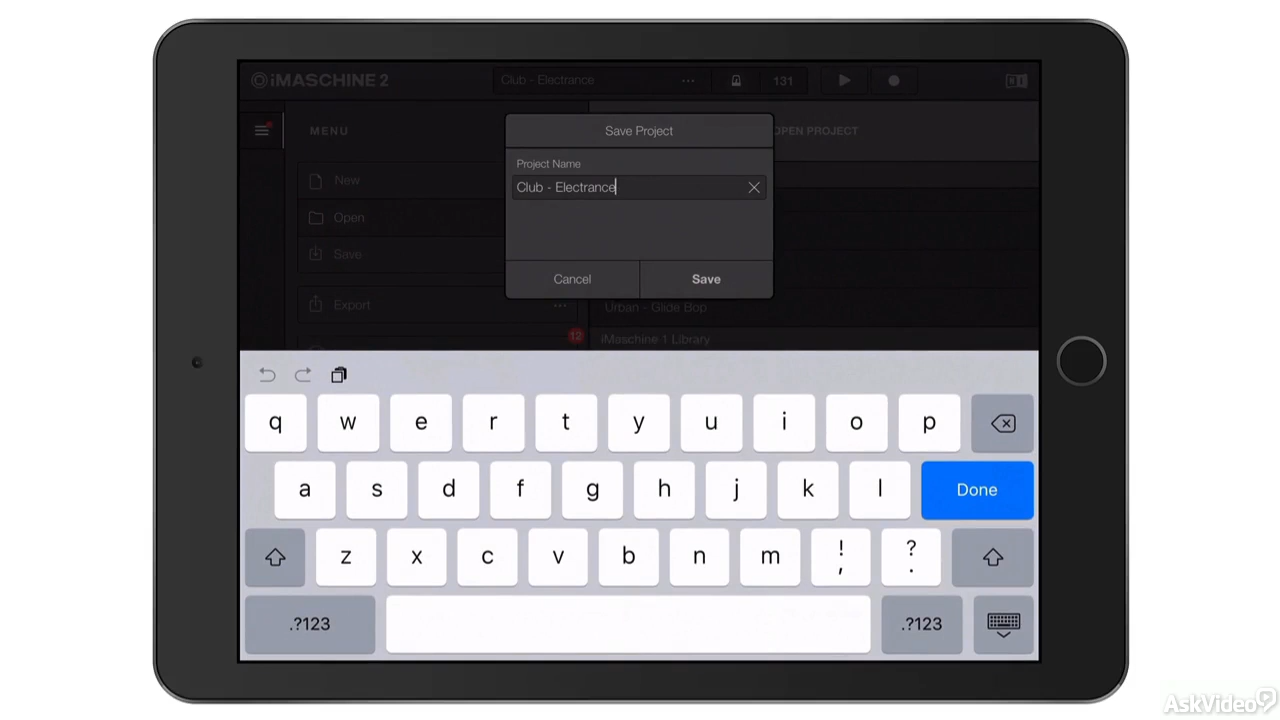 iMASCHINE 2
Club - Electrance ... 131
MENU
OPEN PROJECT
Save Project
Project Name
Club - Electrance
New
Open
Save
Cancel Save
Export ...
Urban - Glide Bop
12
iMaschine 1 Library
q w e r t y u i o p
a s d f g h j k l Done
z x c v b n m ! , ? .
.?123 .?123
AskVideo